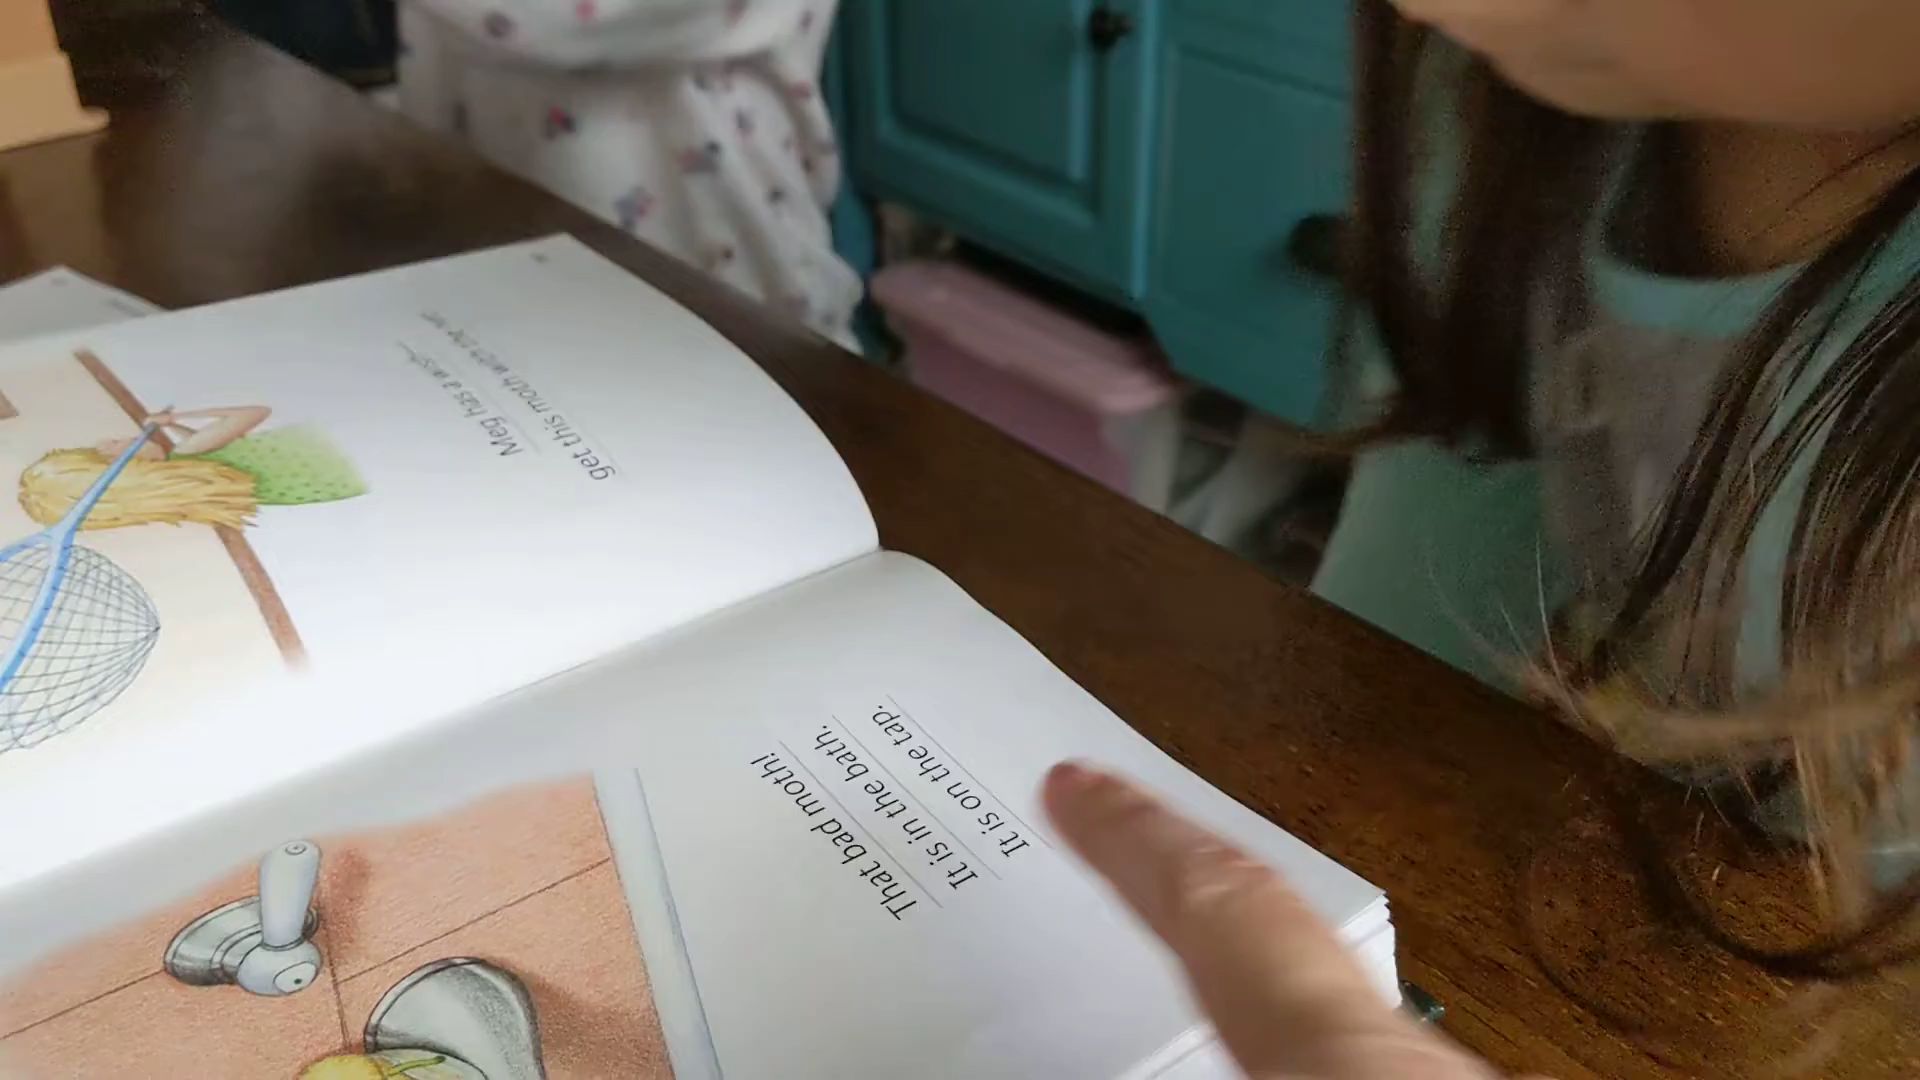 That bad moth!
It is in the bath.
It is on the tap.
Meg has a
get this moth with the net.